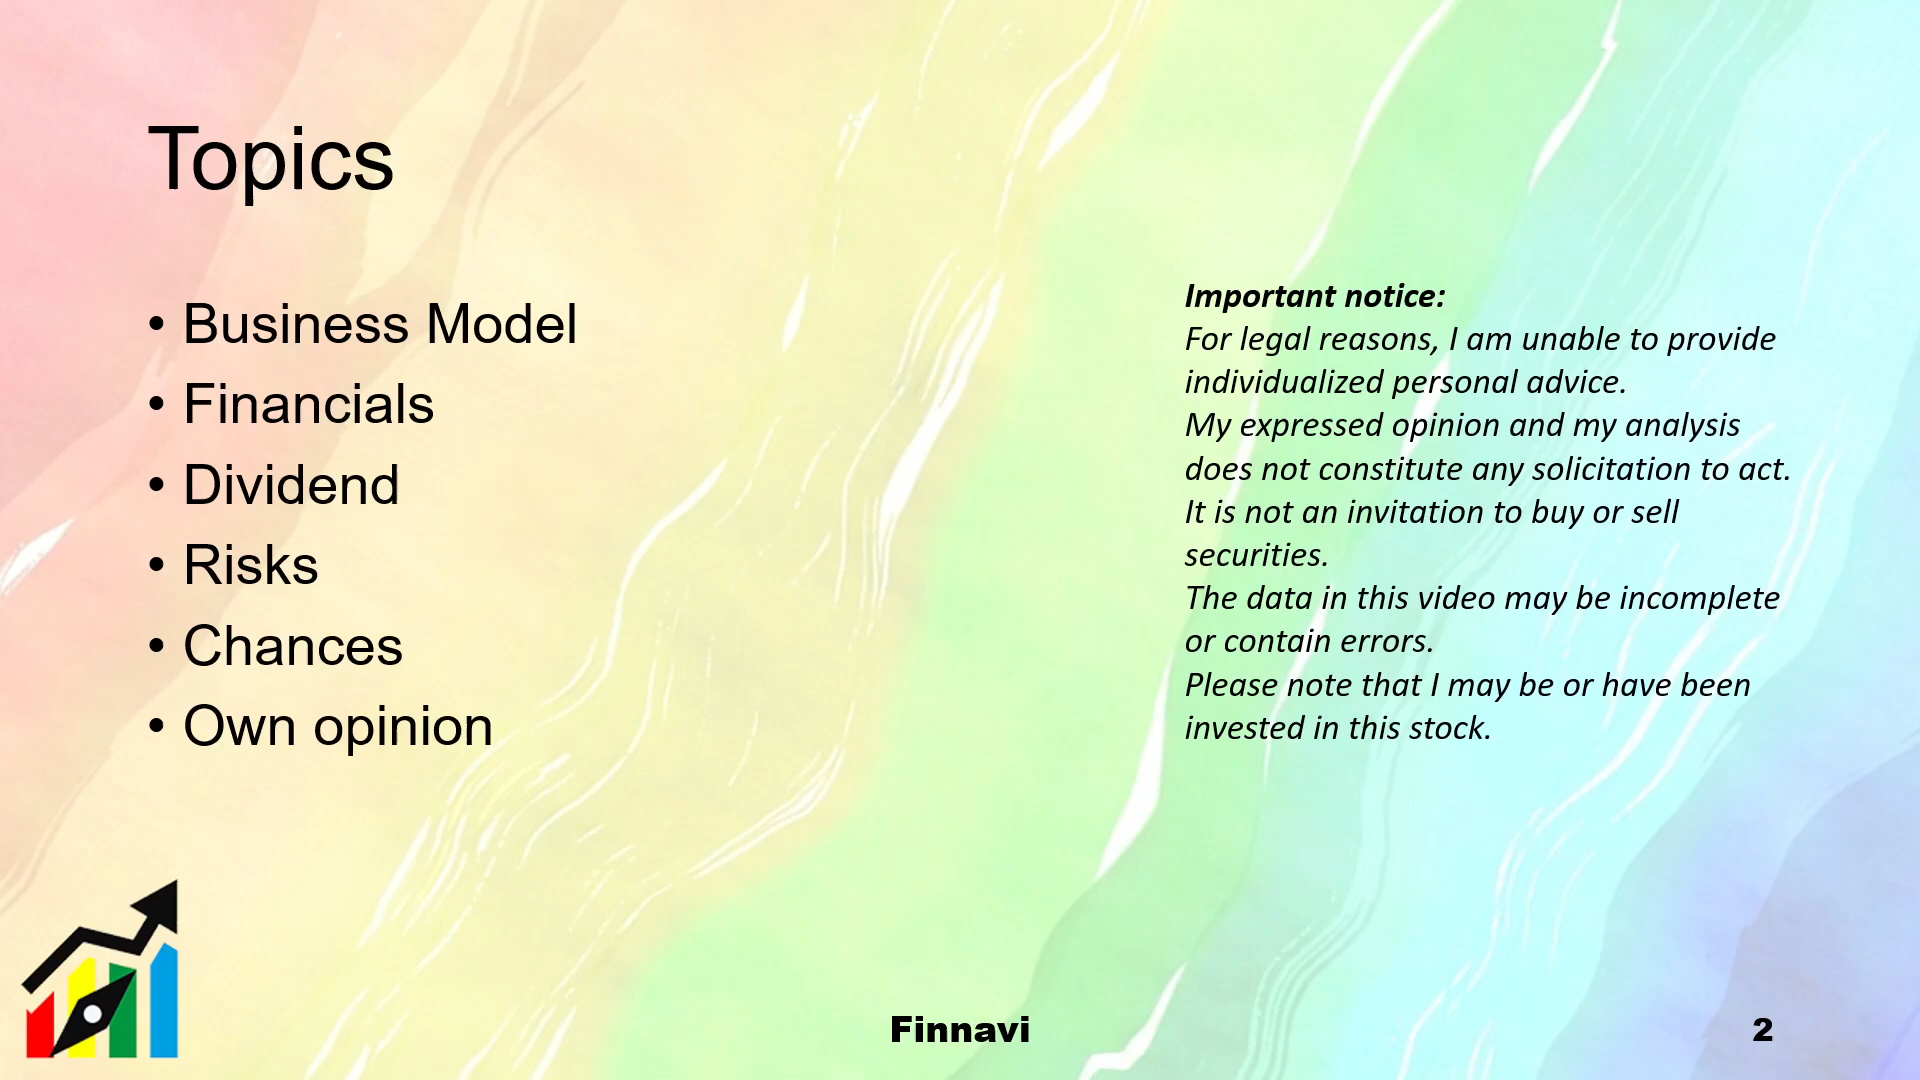 Topics
• Business Model
• Financials
• Dividend
• Risks
• Chances
• Own opinion
Important notice:
For legal reasons, I am unable to provide
individualized personal advice.
My expressed opinion and my analysis
does not constitute any solicitation to act.
It is not an invitation to buy or sell
securities.
The data in this video may be incomplete
or contain errors.
Please note that I may be or have been
invested in this stock.
Finnavi
2